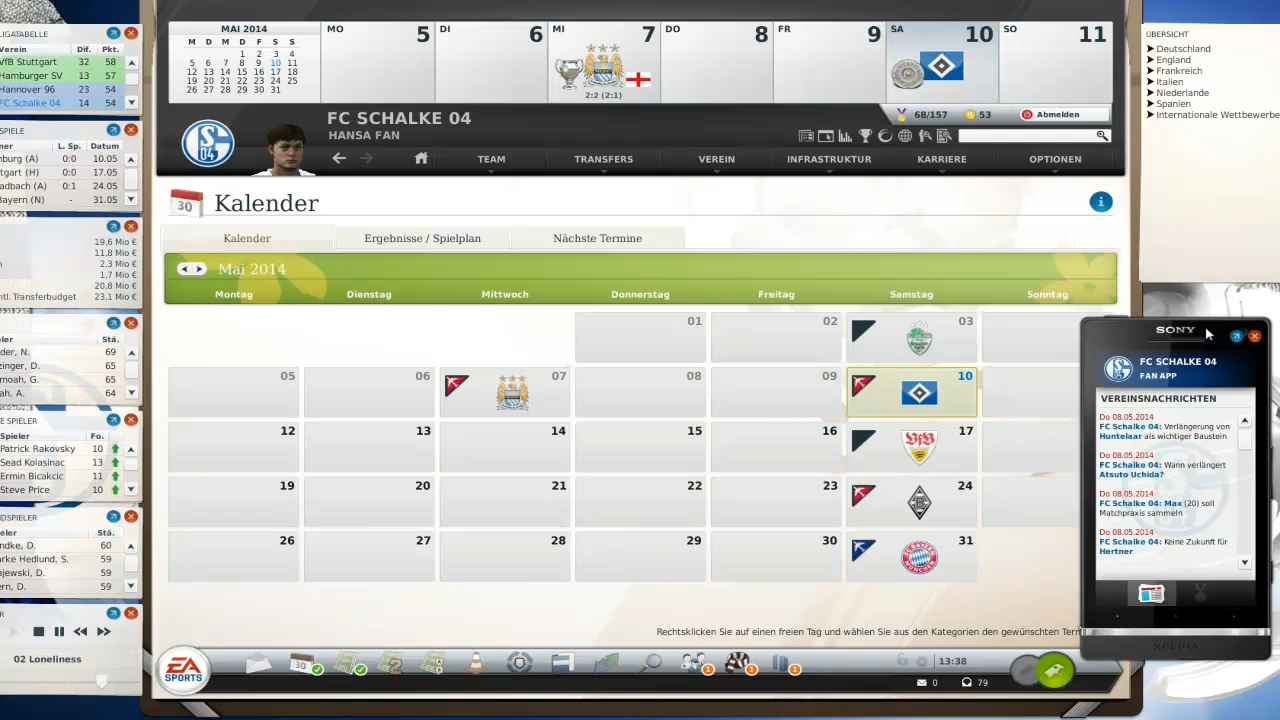 LIGATABELLE
Verein Dif. Pkt.
VfB Stuttgart 32 58
Hamburger SV 13 57
Hannover 96 23 54
FC Schalke 04 14 54
SPIELE
L. Sp. Datum
(A) 0:0 10.05
(H) 0:0 17.05
(A) 0:1 24.05
Bayern (N) - 31.05
19,6 Mio €
11,8 Mio €
2,3 Mio €
1,7 Mio €
20,8 Mio €
Transferbudget 23,1 Mio €
Stä.
N. 69
J. 65
G. 65
A. 64
E SPIELER
Spieler Fo.
Patrick Rakovsky 10
Sead Kolasinac 13
Ermin Bicakcic 11
Steve Price 10
Stä.
D. 60
Hedlund, S. 59
D. 59
D. 59
02 Loneliness
MAI 2014
M D M D F S S
1 2 3 4
5 6 7 8 9 10 11
12 13 14 15 16 17 18
19 20 21 22 23 24 25
26 27 28 29 30 31
MO 5
DI 6
MI 7
2:2 (2:1)
DO 8
FR 9
SA 10
SO 11
FC SCHALKE 04
HANSA FAN
68/157 53 Abmelden
TEAM TRANSFERS VEREIN INFRASTRUKTUR KARRIERE OPTIONEN
30 Kalender
Kalender Ergebnisse / Spielplan Nächste Termine
Mai 2014
Montag Dienstag Mittwoch Donnerstag Freitag Samstag Sonntag
01 02 03
05 06 07 08 09 10
12 13 14 15 16 17
19 20 21 22 23 24
26 27 28 29 30 31
Rechtsklicken Sie auf einen freien Tag und wählen Sie aus den Kategorien den gewünschten
EA
SPORTS
30 1 1 1
13:38
0 79
ÜBERSICHT
Deutschland
England
Frankreich
Italien
Niederlande
Spanien
Internationale Wettbewerbe
SONY
FC SCHALKE 04
FAN APP
VEREINSNACHRICHTEN
Do 08.05.2014
FC Schalke 04: Verlängerung von
Huntelaar als wichtiger Baustein
Do 08.05.2014
FC Schalke 04: Wann verlängert
Atsuto Uchida?
Do 08.05.2014
FC Schalke 04: Max (20) soll
Matchpraxis sammeln
Do 08.05.2014
FC Schalke 04: Keine Zukunft für
Hertner
XPERIA